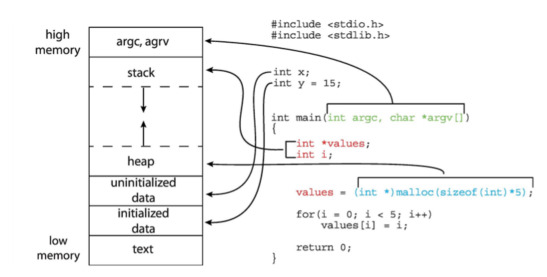 high
memory
argc, agrv
stack
heap
uninitialized
data
initialized
data
low
memory
text
#include <stdio.h>
#include <stdlib.h>
int x;
int y = 15;
int main(int argc, char *argv[])
{
int *values;
int i;
values = (int *)malloc(sizeof(int)*5);
for(i = 0; i < 5; i++)
values[i] = i;
return 0;
}